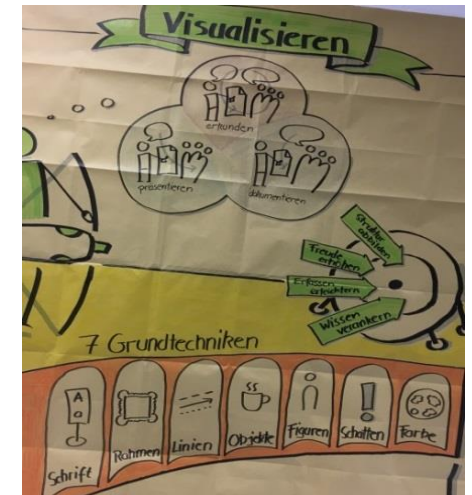 Visualisieren
erkunden
präsentieren
dokumentieren
Struktur
abbilden
Freude
erhöhen
Erfassen
erleichtern
Wissen
verankern
7 Grundtechniken
A
Schrift
Rahmen
Linien
Objekte
Figuren
Schatten
Farbe